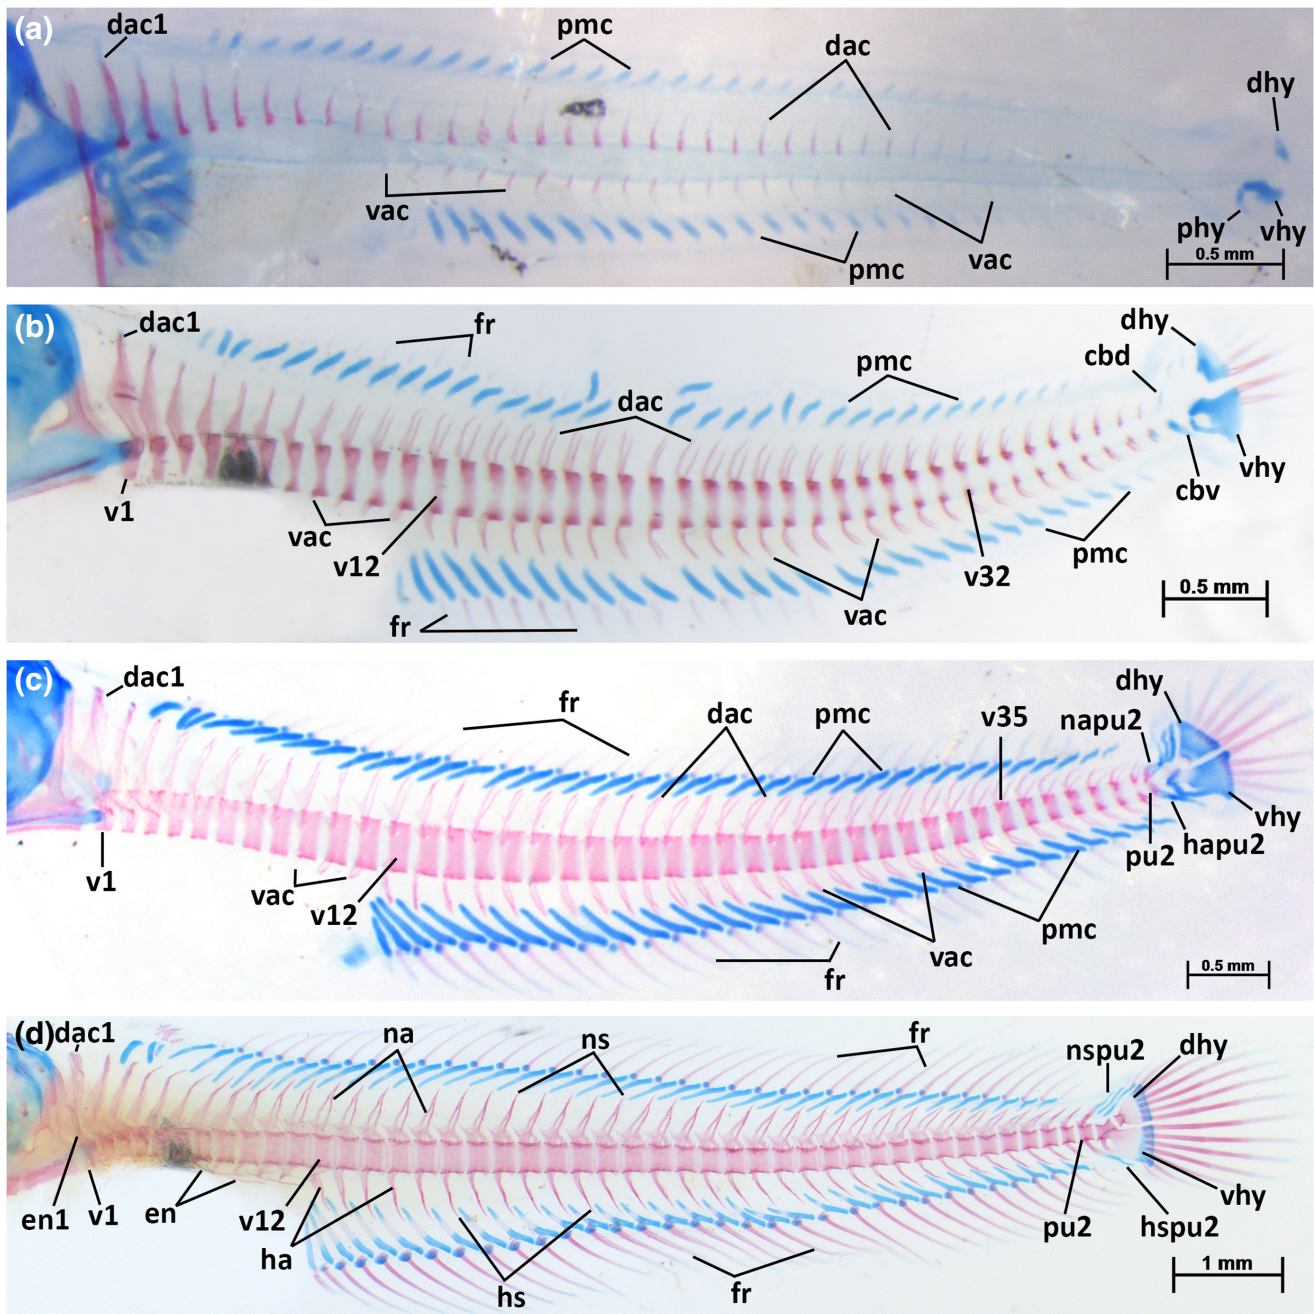 (a)
dac1
pmc
dac
dhy
vac
pmc
vac
phy
vhy
0.5 mm
(b)
dac1
fr
dhy
cbd
pmc
dac
v1
vac
v12
vac
v32
pmc
cbv
vhy
fr
0.5 mm
(c)
dac1
fr
dac
pmc
v35
napu2
dhy
v1
vac
v12
vac
pmc
pu2
hapu2
vhy
fr
0.5 mm
(d)
dac1
na
ns
fr
nspu2
dhy
en1
v1
en
v12
ha
hs
fr
pu2
hspu2
vhy
1 mm